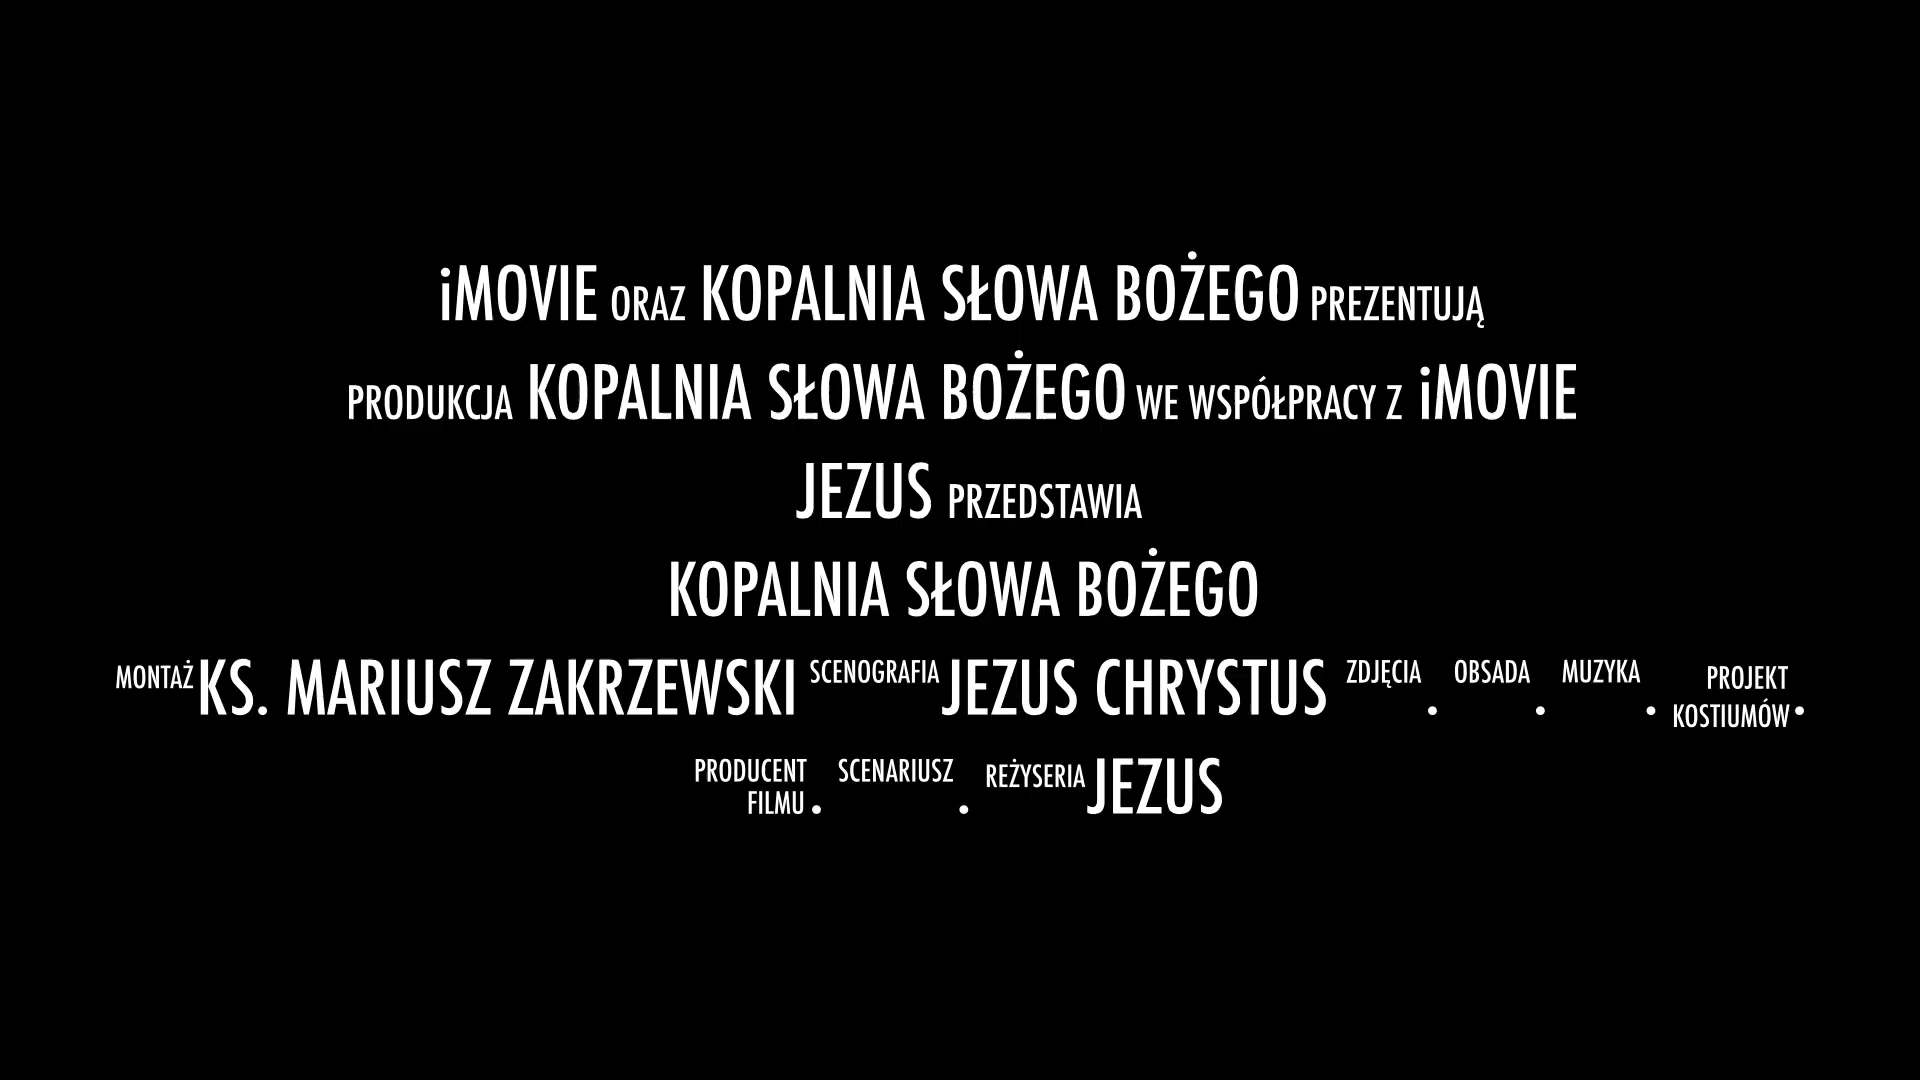 iMOVIE ORAZ KOPALNIA SŁOWA BOŻEGO PREZENTUJĄ
PRODUKCJA KOPALNIA SŁOWA BOŻEGO WE WSPÓŁPRACY Z iMOVIE
JEZUS PRZEDSTAWIA
KOPALNIA SŁOWA BOŻEGO
MONTAŻ KS. MARIUSZ ZAKRZEWSKI SCENOGRAFIA JEZUS CHRYSTUS ZDJĘCIA . OBSADA . MUZYKA . PROJEKT KOSTIUMÓW .
PRODUCENT FILMU . SCENARIUSZ . REŻYSERIA JEZUS